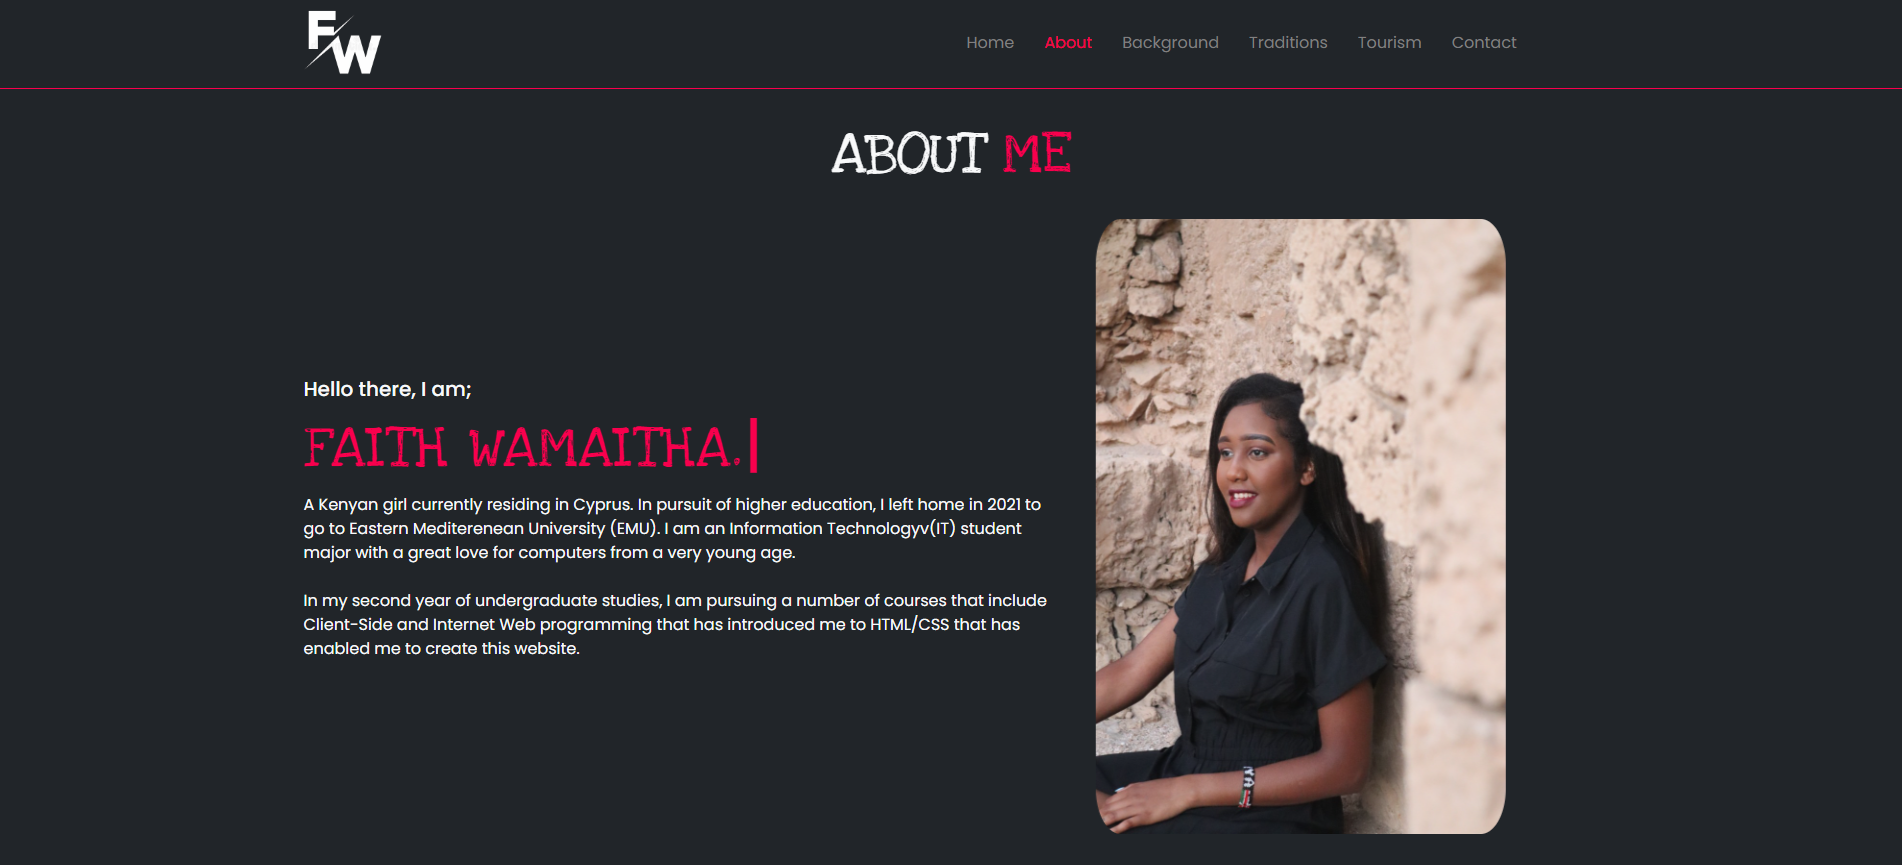 FW
Home About Background Traditions Tourism Contact
ABOUT ME
Hello there, I am;
FAITH WAMAITHA.
A Kenyan girl currently residing in Cyprus. In pursuit of higher education, I left home in 2021 to
go to Eastern Mediterenean University (EMU). I am an Information Technologyv(IT) student
major with a great love for computers from a very young age.
In my second year of undergraduate studies, I am pursuing a number of courses that include
Client-Side and Internet Web programming that has introduced me to HTML/CSS that has
enabled me to create this website.